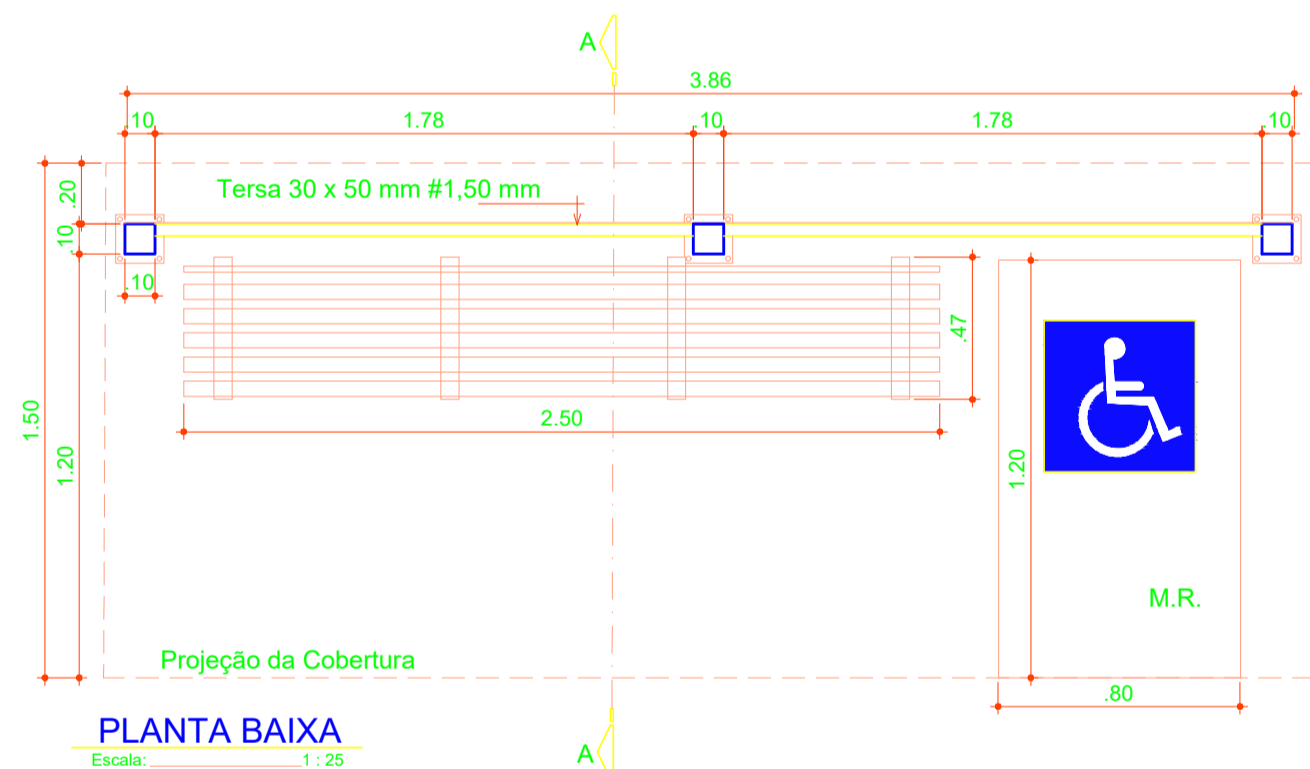 A
3.86
.10
1.78
.10
1.78
.10
.20
Tersa 30 x 50 mm #1,50 mm
.10
.10
.47
1.50
2.50
1.20
1.20
M.R.
Projeção da Cobertura
.80
PLANTA BAIXA
A
Escala: 1 : 25